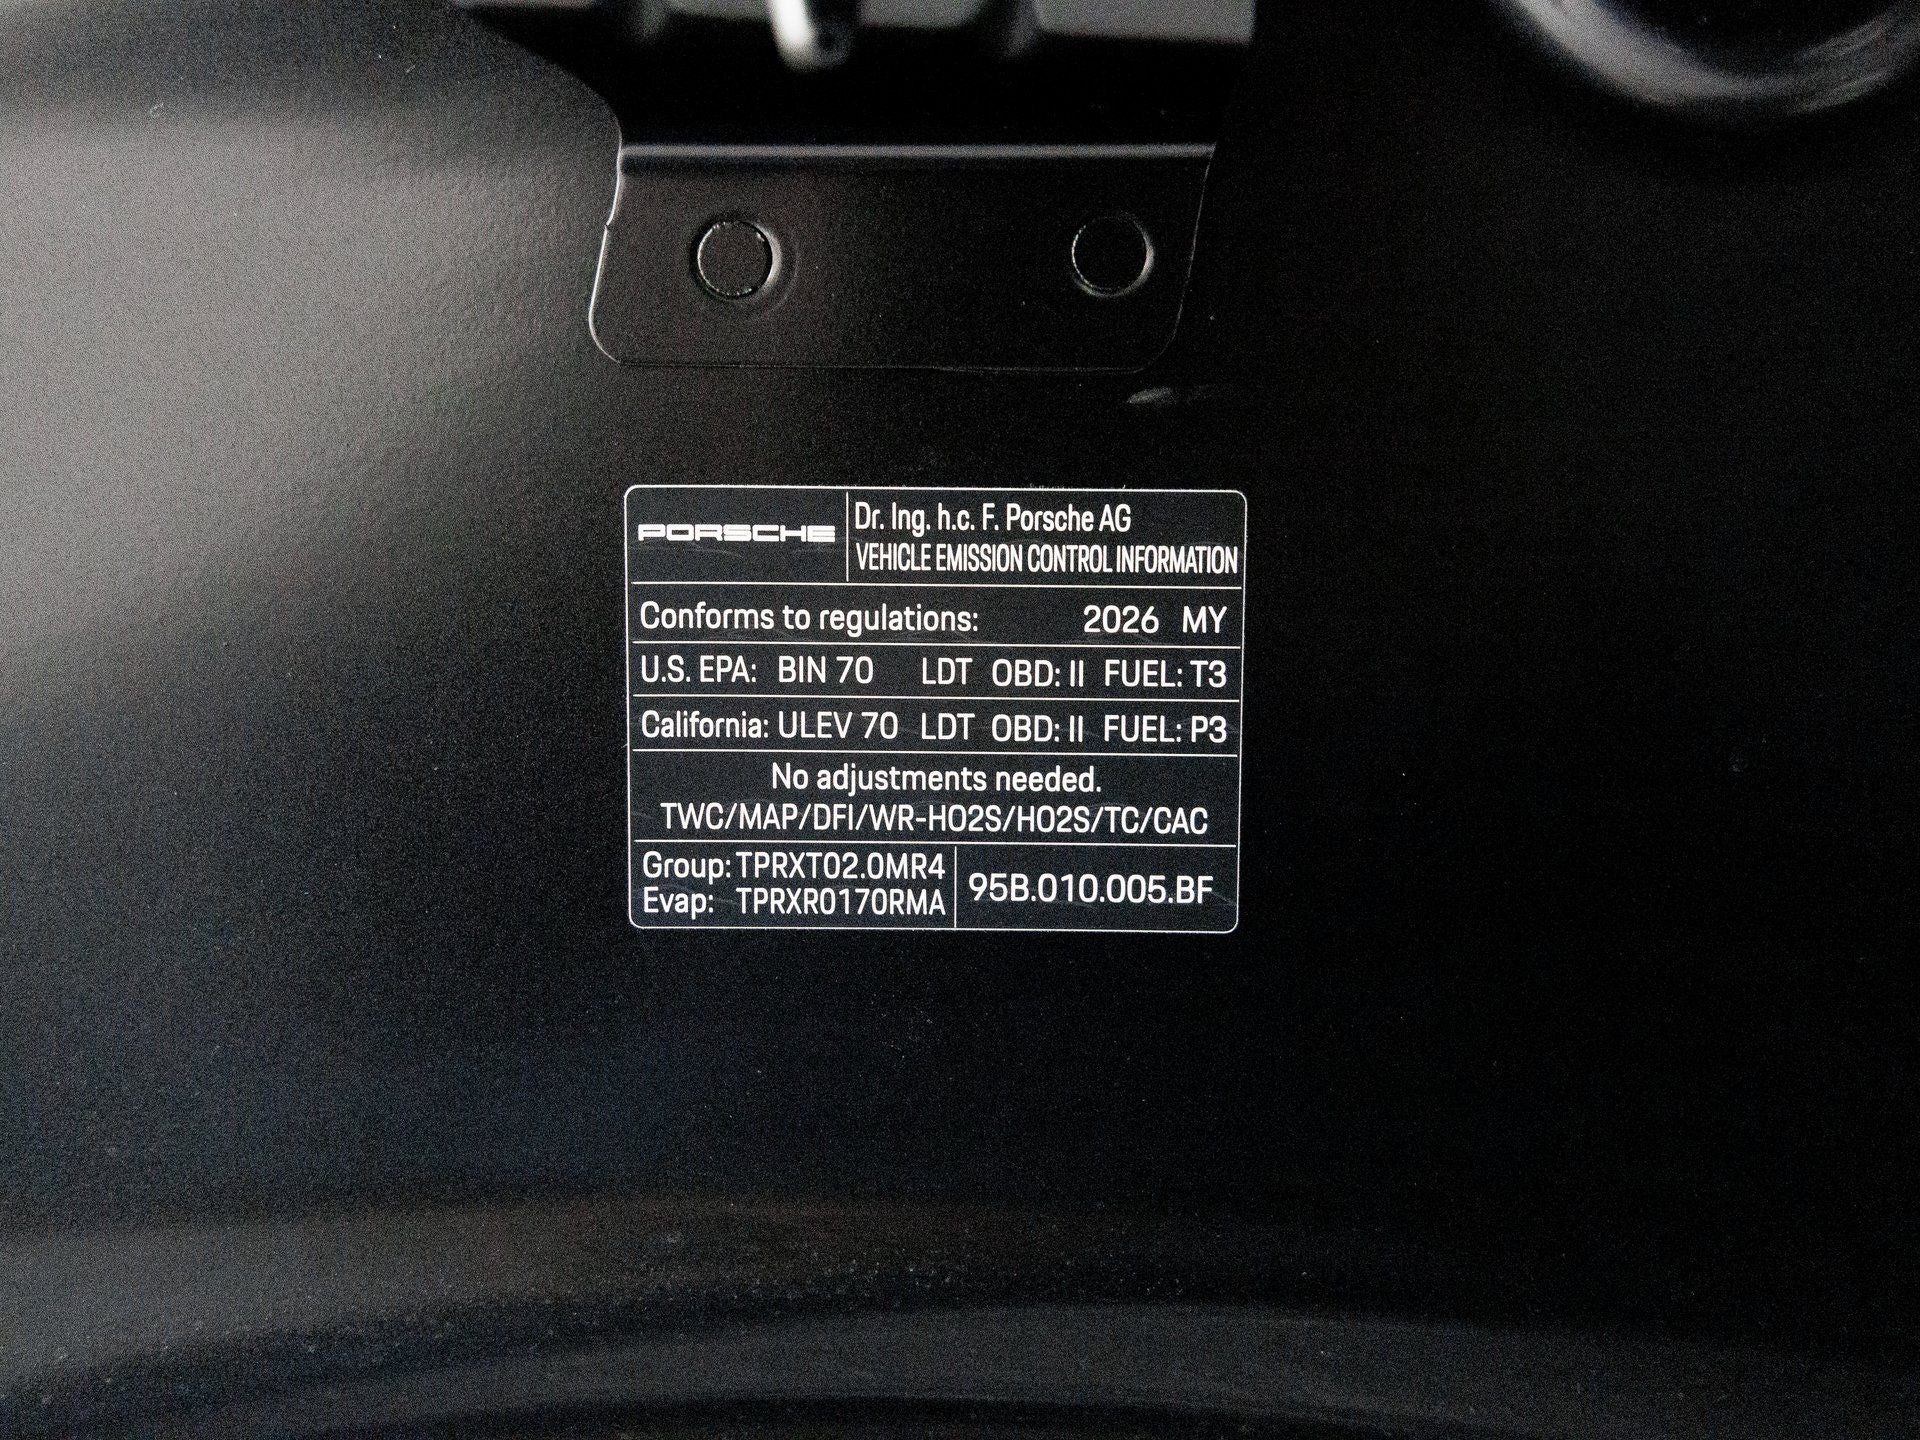 PORSCHE
Dr. Ing. h.c. F. Porsche AG
VEHICLE EMISSION CONTROL INFORMATION
Conforms to regulations: 2026 MY
U.S. EPA: BIN 70 LDT OBD: II FUEL: T3
California: ULEV 70 LDT OBD: II FUEL: P3
No adjustments needed.
TWC/MAP/DFI/WR-HO2S/HO2S/TC/CAC
Group: TPRXT02.0MR4
Evap: TPRXR0170RMA
95B.010.005.BF